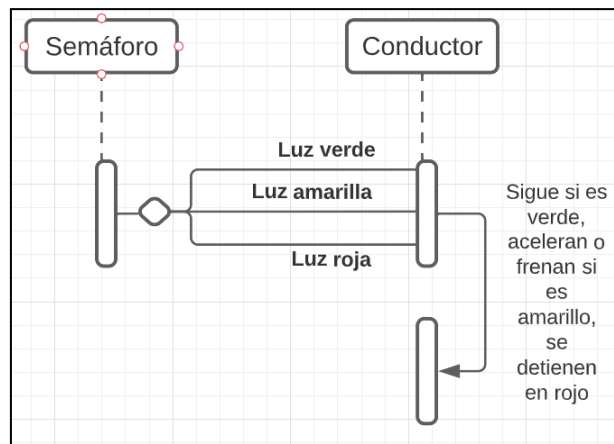 Semáforo
Conductor
Luz verde
Luz amarilla
Luz roja
Sigue si es
verde,
aceleran o
frenan si
es
amarillo,
se
detienen
en rojo